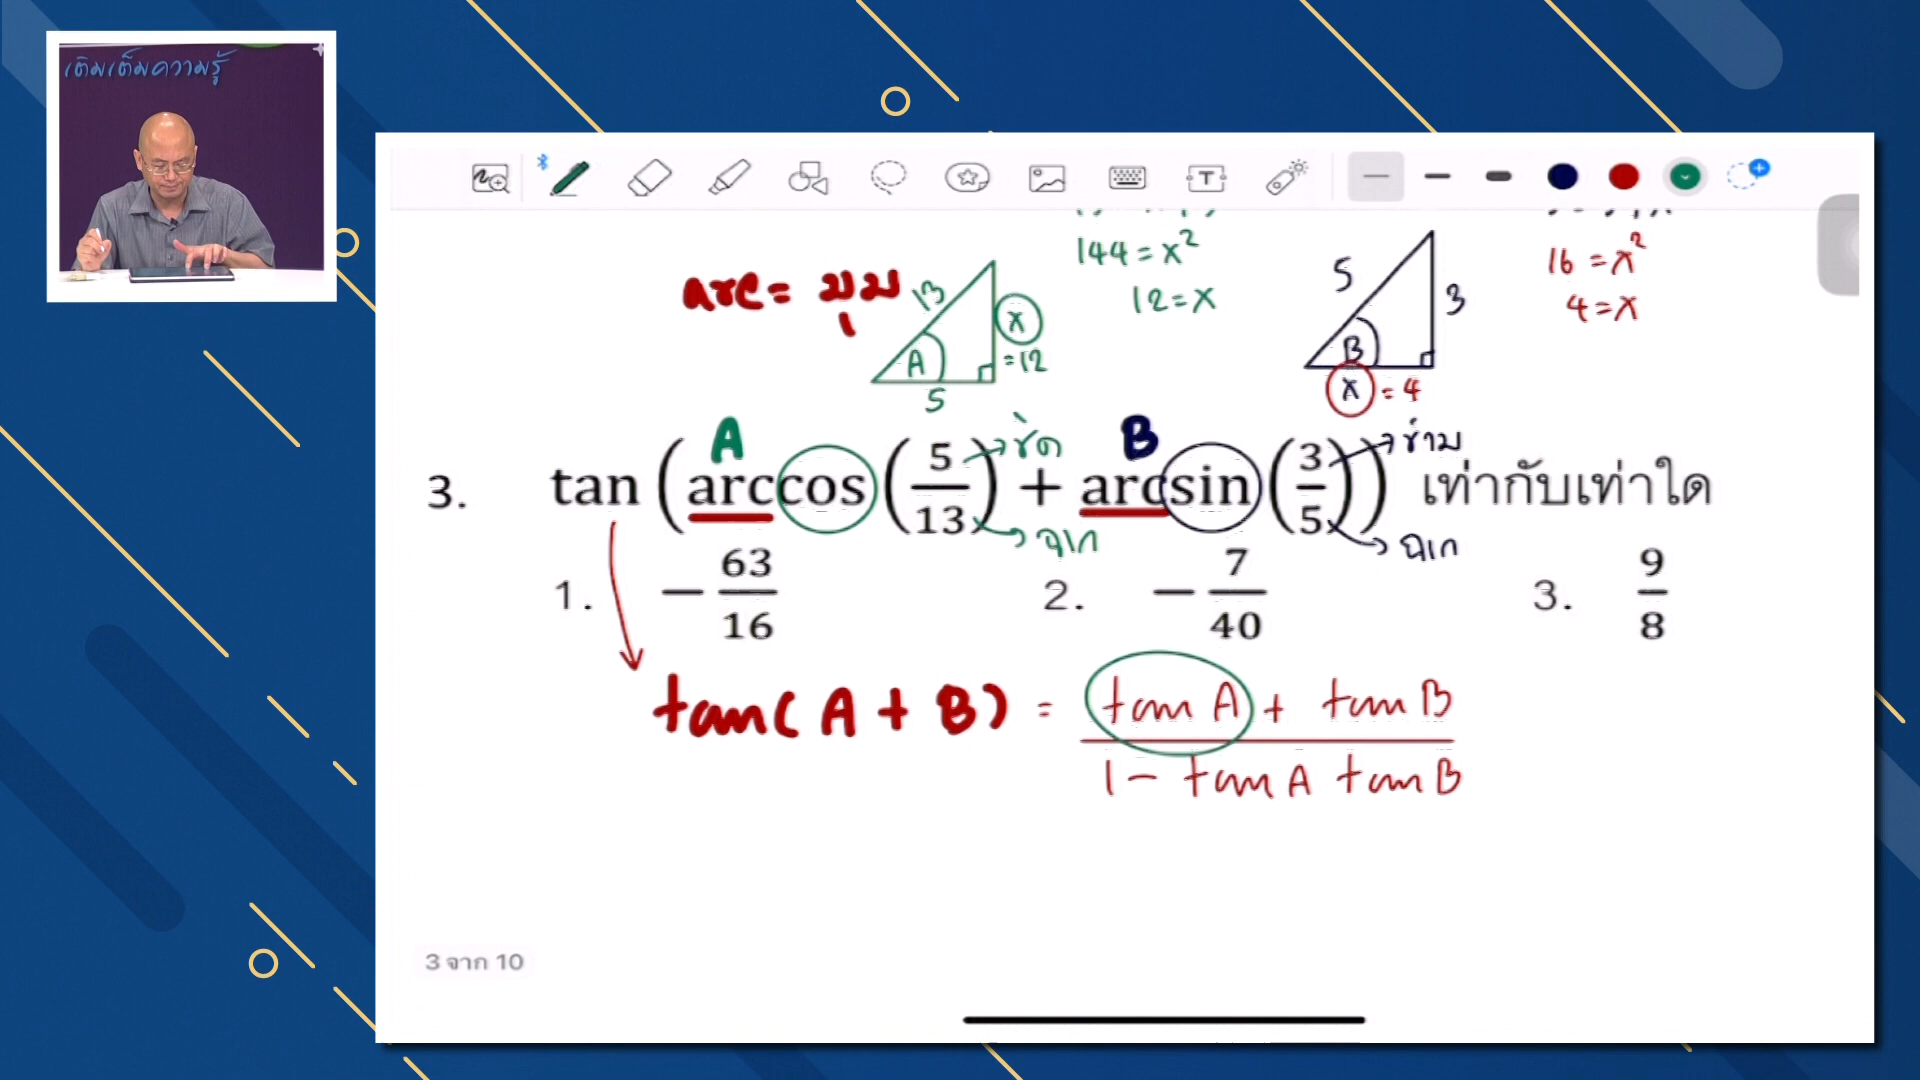 เติมเต็มความรู้
144 = x²
12 = x
16 = x²
4 = x
arc = มุม
13
x
= 12
A
5
5
3
B
x = 4
A
B
ชิด
ข้าม
3. tan (arccos (5/13) + arcsin (3/5)) เท่ากับเท่าใด
ฉาก
ฉาก
1. − 63/16 2. − 7/40 3. 9/8
tan( A + B ) = tan A + tan B
1 − tan A tan B
3 จาก 10